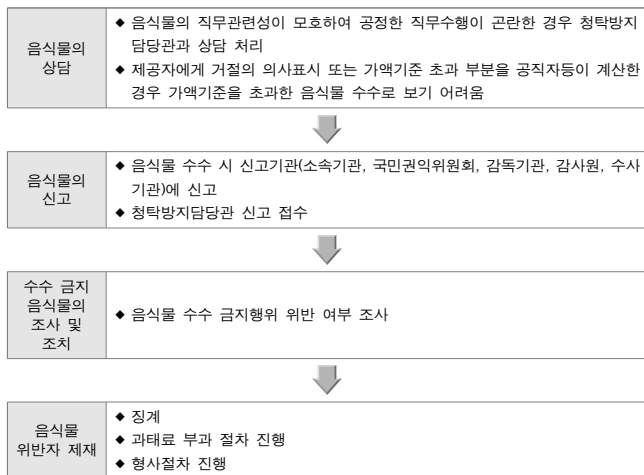 음식물의
상담
◆ 음식물의 직무관련성이 모호하여 공정한 직무수행이 곤란한 경우 청탁방지
담당관과 상담 처리
◆ 제공자에게 거절의 의사표시 또는 가액기준 초과 부분을 공직자등이 계산한
경우 가액기준을 초과한 음식물 수수로 보기 어려움
음식물의
신고
◆ 음식물 수수 시 신고기관(소속기관, 국민권익위원회, 감독기관, 감사원, 수사
기관)에 신고
◆ 청탁방지담당관 신고 접수
수수 금지
음식물의
조사 및
조치
◆ 음식물 수수 금지행위 위반 여부 조사
음식물
위반자 제재
◆ 징계
◆ 과태료 부과 절차 진행
◆ 형사절차 진행